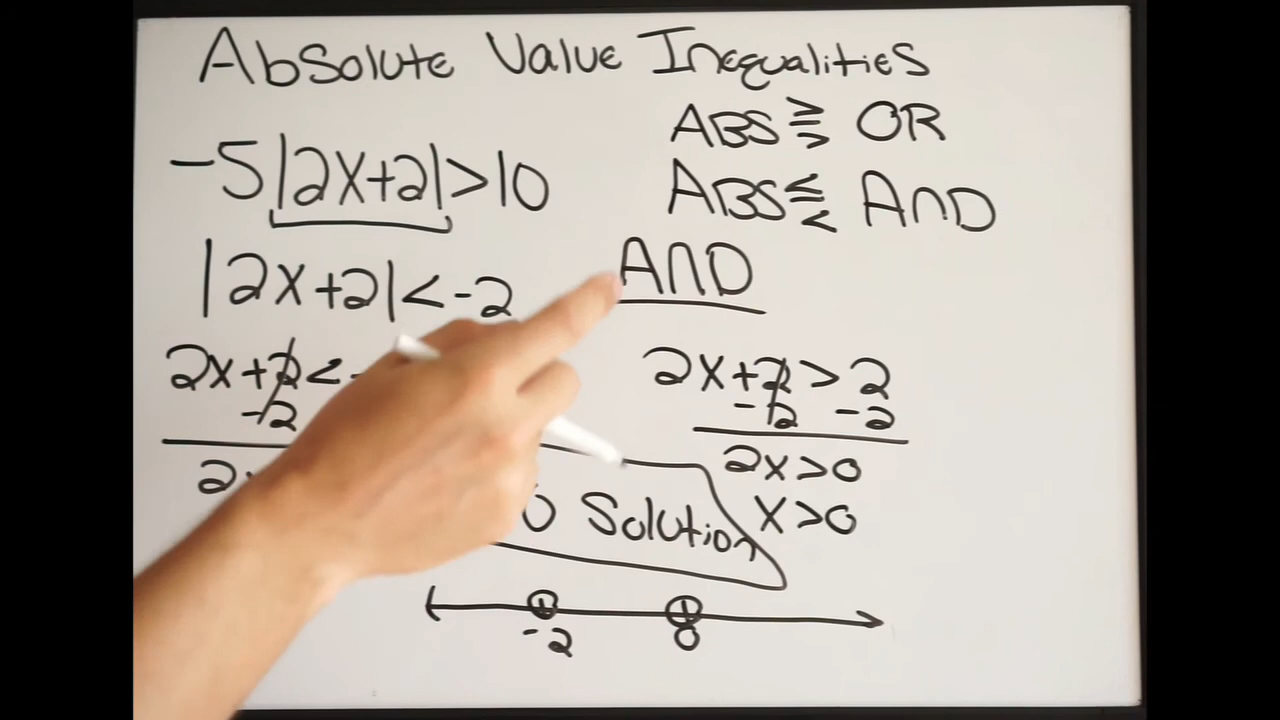 Absolute Value Inequalities
ABS ≥ > OR
-5|2x+2|>10
ABS ≤ < AND
|2x+2|<-2
AND
2x+2<-
2x+2>2
-2
-2 -2
2x>0
Solution
x>0
-2 0